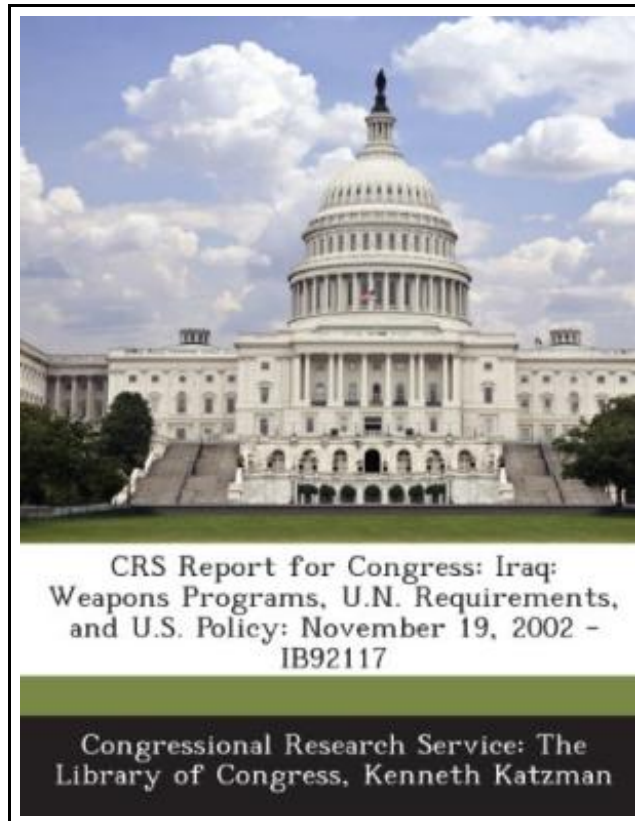 CRS Report for Congress: Iraq:
Weapons Programs, U.N. Requirements,
and U.S. Policy: November 19, 2002 –
IB92117
Congressional Research Service: The
Library of Congress, Kenneth Katzman